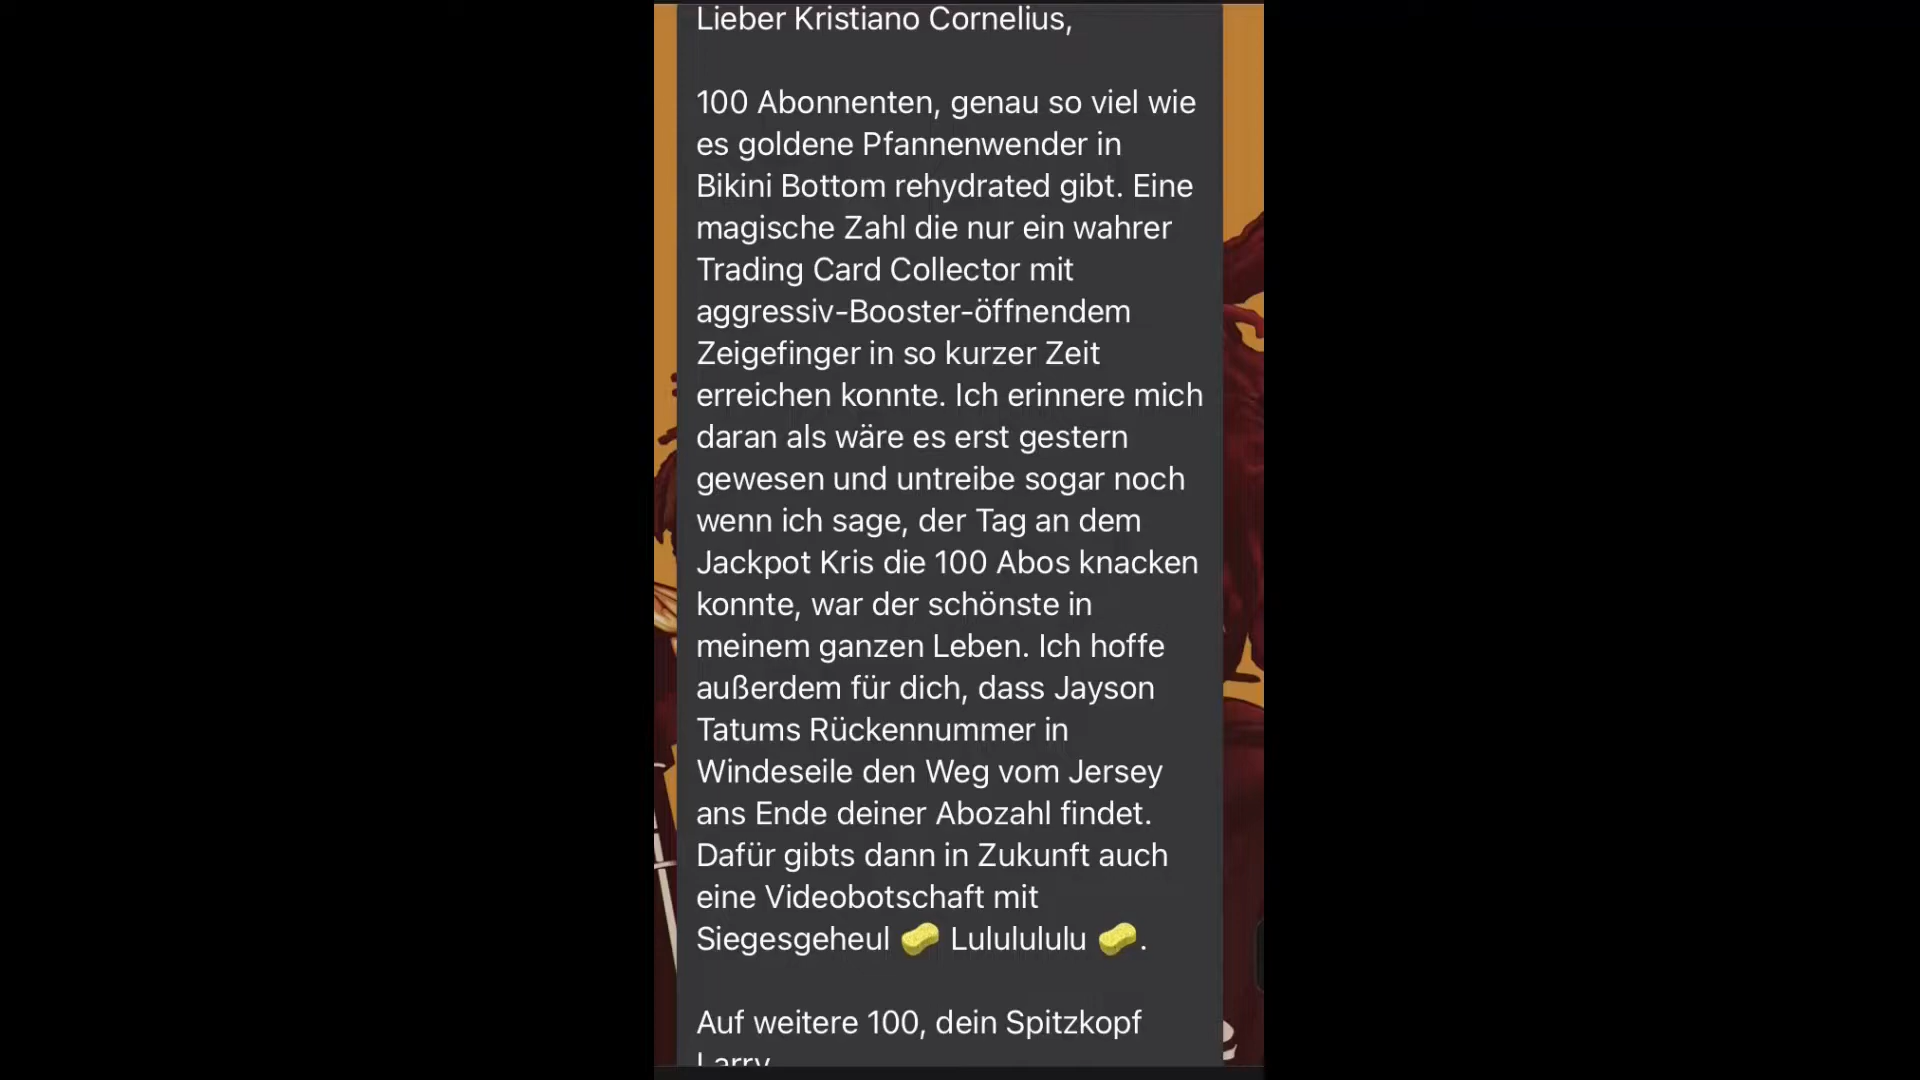 Lieber Kristiano Cornelius,
100 Abonnenten, genau so viel wie
es goldene Pfannenwender in
Bikini Bottom rehydrated gibt. Eine
magische Zahl die nur ein wahrer
Trading Card Collector mit
aggressiv-Booster-öffnendem
Zeigefinger in so kurzer Zeit
erreichen konnte. Ich erinnere mich
daran als wäre es erst gestern
gewesen und untreibe sogar noch
wenn ich sage, der Tag an dem
Jackpot Kris die 100 Abos knacken
konnte, war der schönste in
meinem ganzen Leben. Ich hoffe
außerdem für dich, dass Jayson
Tatums Rückennummer in
Windeseile den Weg vom Jersey
ans Ende deiner Abozahl findet.
Dafür gibts dann in Zukunft auch
eine Videobotschaft mit
Siegesgeheul 🧽 Lulululululu 🧽.
Auf weitere 100, dein Spitzkopf
Larry